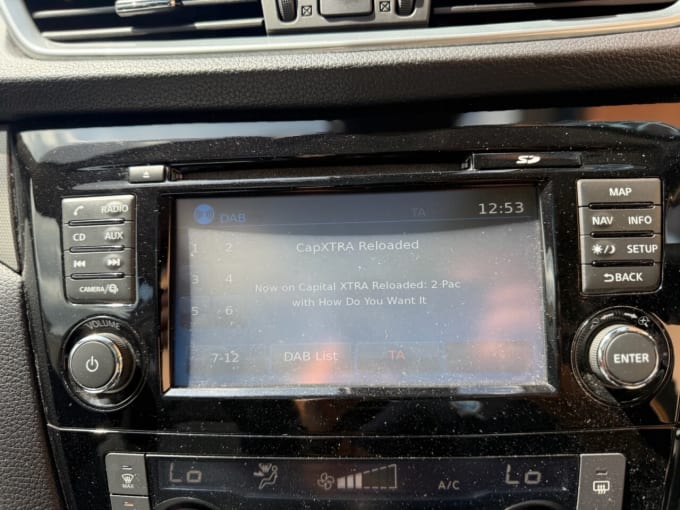 SD
MAP
RADIO
DAB
TA
12:53
NAV INFO
CD AUX
1 2
CapXTRA Reloaded
SETUP
3 4
Now on Capital XTRA Reloaded: 2-Pac
with How Do You Want It
BACK
CAMERA/
5 6
VOLUME
7-12
DAB List
TA
ENTER
Lo
A/C
Lo
MAX